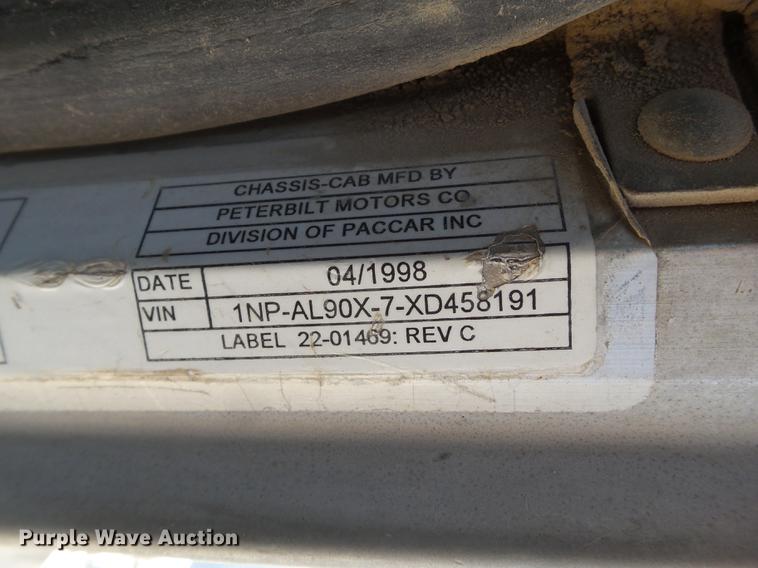 CHASSIS-CAB MFD BY
PETERBILT MOTORS CO
DIVISION OF PACCAR INC
DATE 04/1998
VIN 1NP-AL90X-7-XD458191
LABEL 22-01469: REV C
Purple Wave Auction